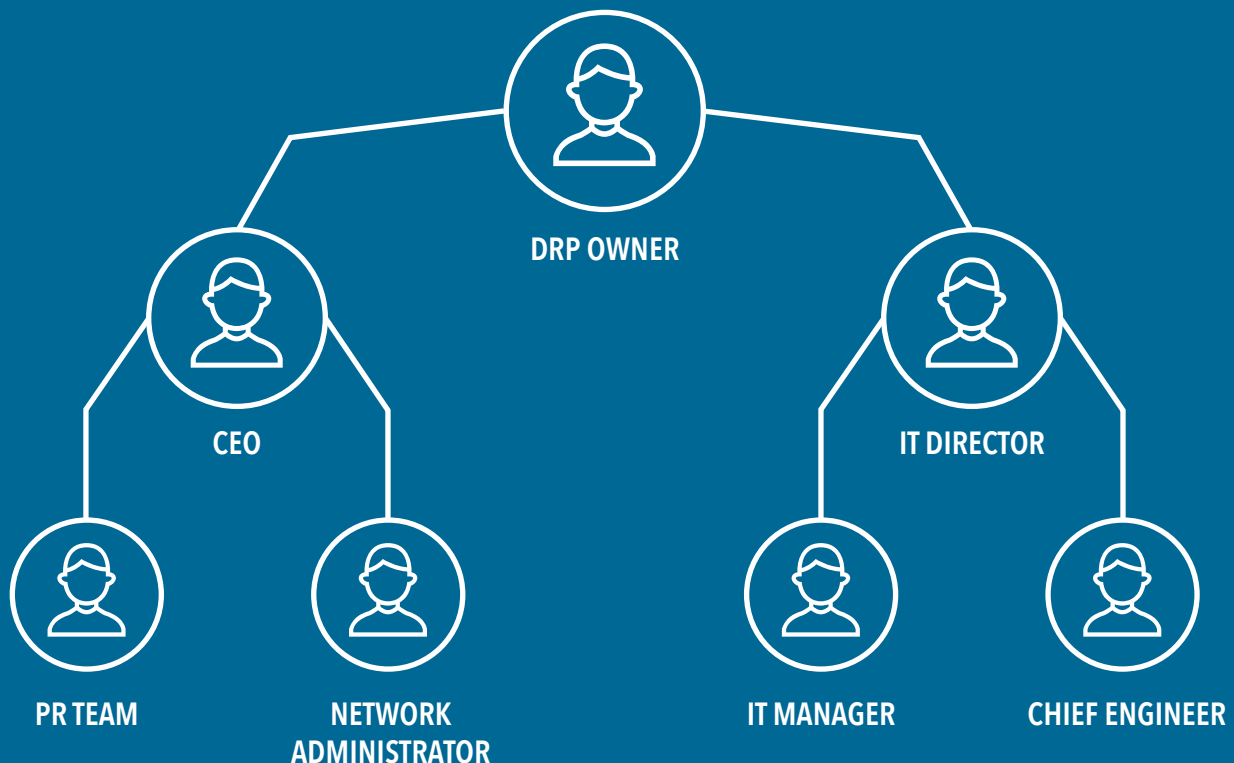 DRP OWNER
CEO
IT DIRECTOR
PR TEAM
NETWORK
ADMINISTRATOR
IT MANAGER
CHIEF ENGINEER